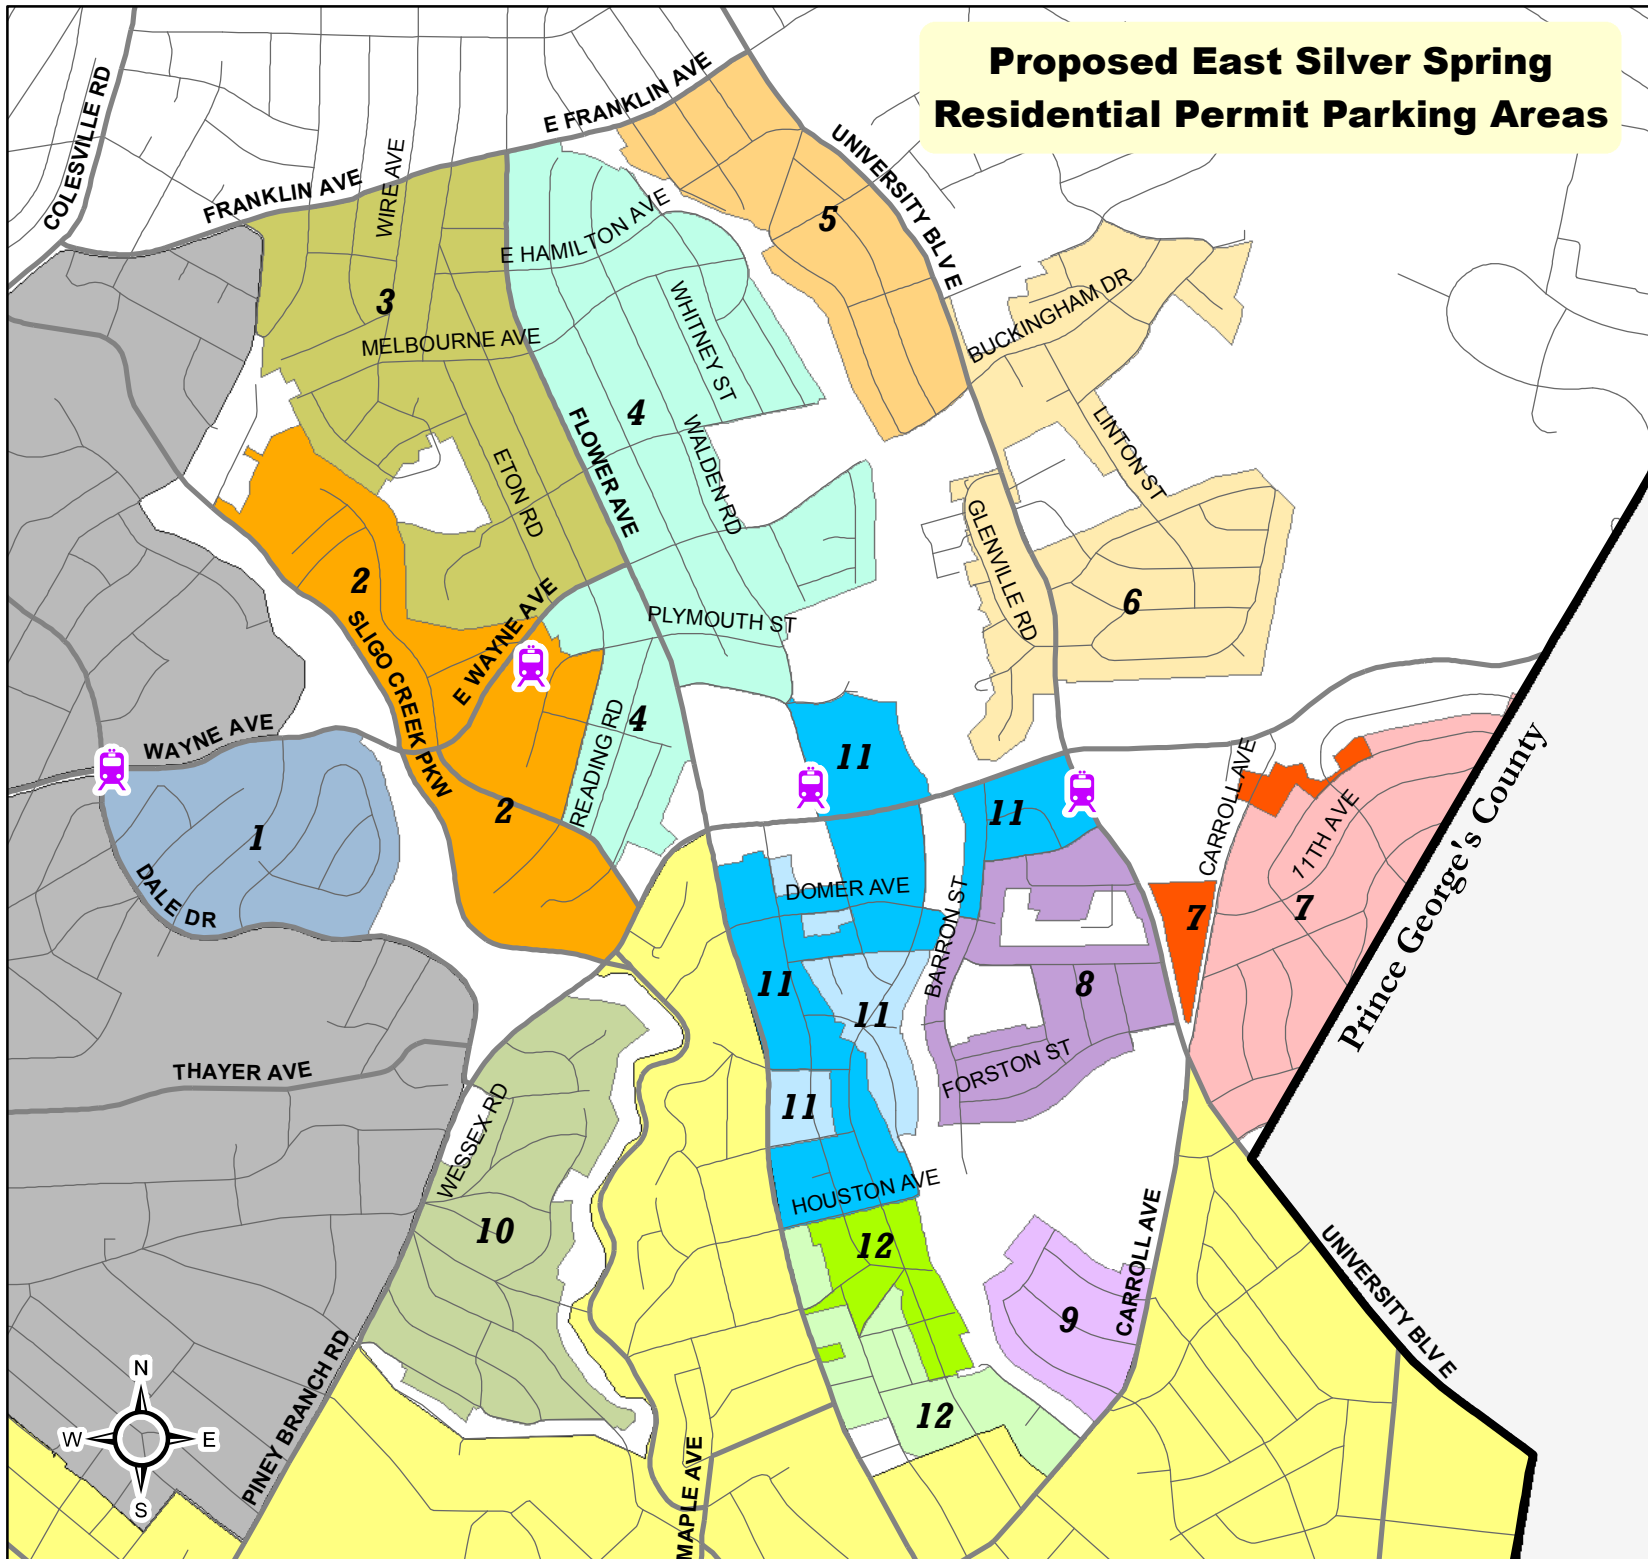 Proposed East Silver Spring
Residential Permit Parking Areas
COLESVILLE RD
FRANKLIN AVE
WIRE AVE
E FRANKLIN AVE
UNIVERSITY BLV E
5
E HAMILTON AVE
3
MELBOURNE AVE
WHITNEY ST
BUCKINGHAM DR
4
FLOWER AVE
WALDEN RD
LINTON ST
ETON RD
GLENVILLE RD
2
6
SLIGO CREEK PKW
E WAYNE AVE
PLYMOUTH ST
READING RD
4
WAYNE AVE
11
11
CARROLL AVE
11TH AVE
Prince George's County
1
2
DALE DR
DOMER AVE
BARRON ST
7
7
11
11
8
THAYER AVE
FORSTON ST
WESSEX RD
11
HOUSTON AVE
10
12
CARROLL AVE
9
UNIVERSITY BLV E
PINEY BRANCH RD
12
MAPLE AVE
N
W
E
S